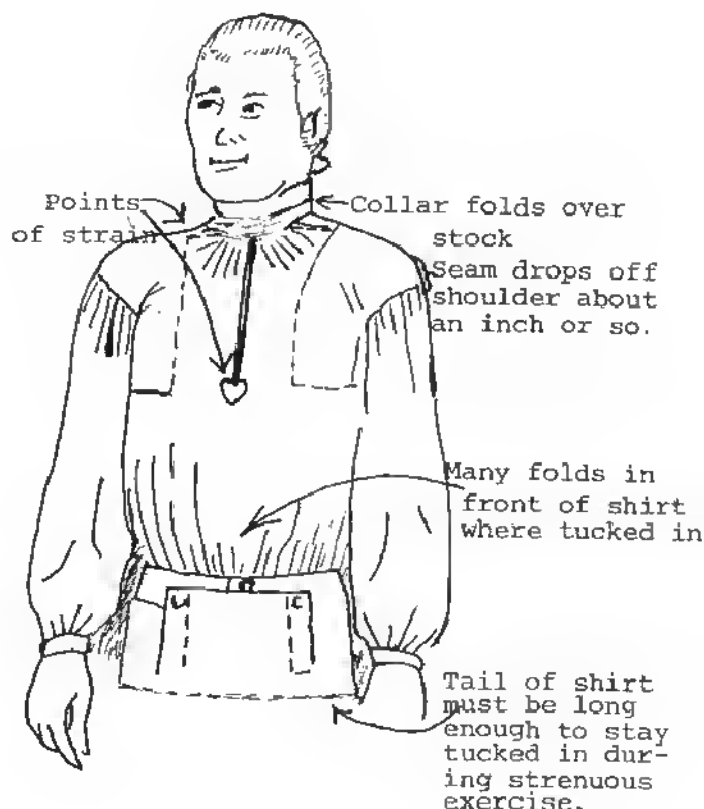 Points
of strain
Collar folds over
stock
Seam drops off
shoulder about
an inch or so.
Many folds in
front of shirt
where tucked in
Tail of shirt
must be long
enough to stay
tucked in dur-
ing strenuous
exercise.